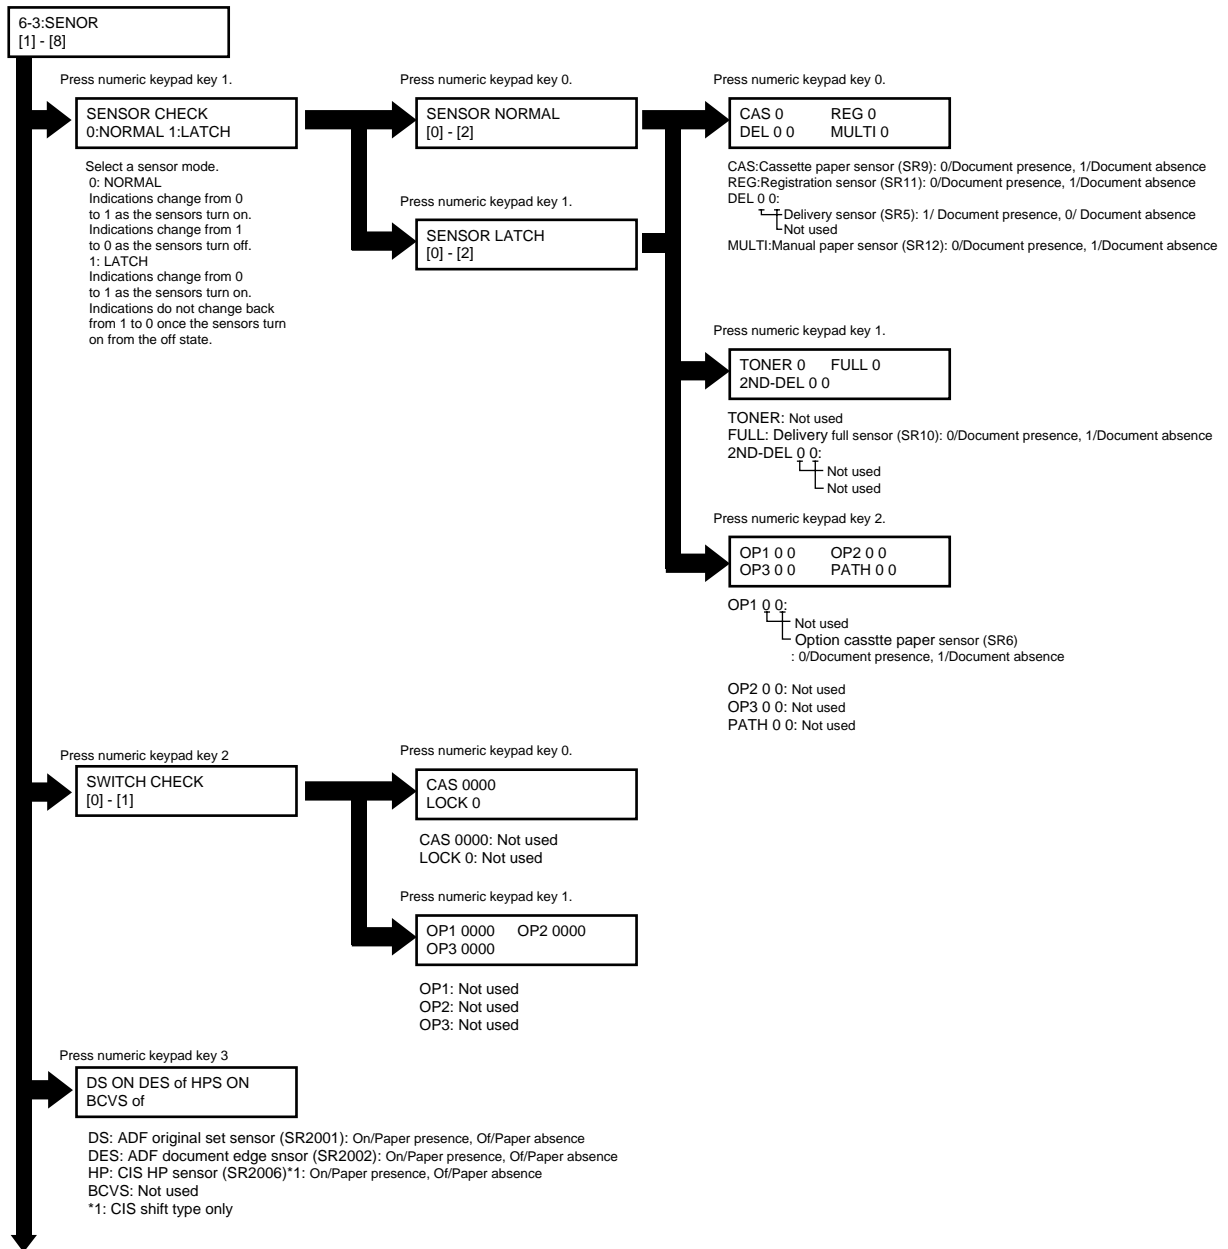 6-3:SENOR
[1] - [8]
Press numeric keypad key 1.
SENSOR CHECK
0:NORMAL 1:LATCH
Select a sensor mode.
0: NORMAL
Indications change from 0
to 1 as the sensors turn on.
Indications change from 1
to 0 as the sensors turn off.
1: LATCH
Indications change from 0
to 1 as the sensors turn on.
Indications do not change back
from 1 to 0 once the sensors turn
on from the off state.
Press numeric keypad key 0.
SENSOR NORMAL
[0] - [2]
Press numeric keypad key 1.
SENSOR LATCH
[0] - [2]
Press numeric keypad key 0.
CAS 0 REG 0
DEL 0 0 MULTI 0
CAS:Cassette paper sensor (SR9): 0/Document presence, 1/Document absence
REG:Registration sensor (SR11): 0/Document presence, 1/Document absence
DEL 0 0:
Delivery sensor (SR5): 1/ Document presence, 0/ Document absence
Not used
MULTI:Manual paper sensor (SR12): 0/Document presence, 1/Document absence
Press numeric keypad key 1.
TONER 0 FULL 0
2ND-DEL 0 0
TONER: Not used
FULL: Delivery full sensor (SR10): 0/Document presence, 1/Document absence
2ND-DEL 0 0:
Not used
Not used
Press numeric keypad key 2.
OP1 0 0 OP2 0 0
OP3 0 0 PATH 0 0
OP1 0 0:
Not used
Option casstte paper sensor (SR6)
: 0/Document presence, 1/Document absence
OP2 0 0: Not used
OP3 0 0: Not used
PATH 0 0: Not used
Press numeric keypad key 2
SWITCH CHECK
[0] - [1]
Press numeric keypad key 0.
CAS 0000
LOCK 0
CAS 0000: Not used
LOCK 0: Not used
Press numeric keypad key 1.
OP1 0000 OP2 0000
OP3 0000
OP1: Not used
OP2: Not used
OP3: Not used
Press numeric keypad key 3
DS ON DES of HPS ON
BCVS of
DS: ADF original set sensor (SR2001): On/Paper presence, Of/Paper absence
DES: ADF document edge snsor (SR2002): On/Paper presence, Of/Paper absence
HP: CIS HP sensor (SR2006)*1: On/Paper presence, Of/Paper absence
BCVS: Not used
*1: CIS shift type only